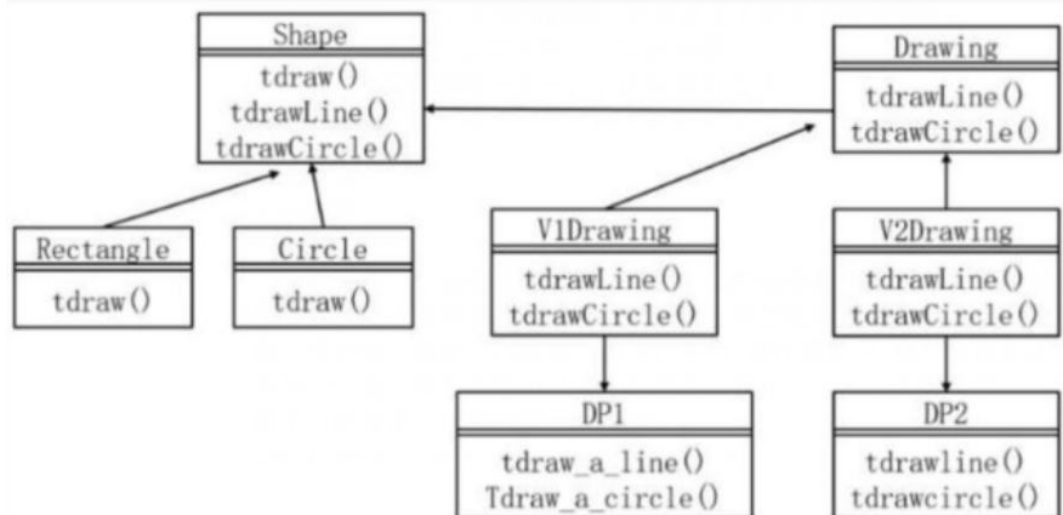 Shape
tdraw()
tdrawLine()
tdrawCircle()
Drawing
tdrawLine()
tdrawCircle()
Rectangle
tdraw()
Circle
tdraw()
V1Drawing
tdrawLine()
tdrawCircle()
V2Drawing
tdrawLine()
tdrawCircle()
DP1
tdraw_a_line()
Tdraw_a_circle()
DP2
tdrawline()
tdrawcircle()